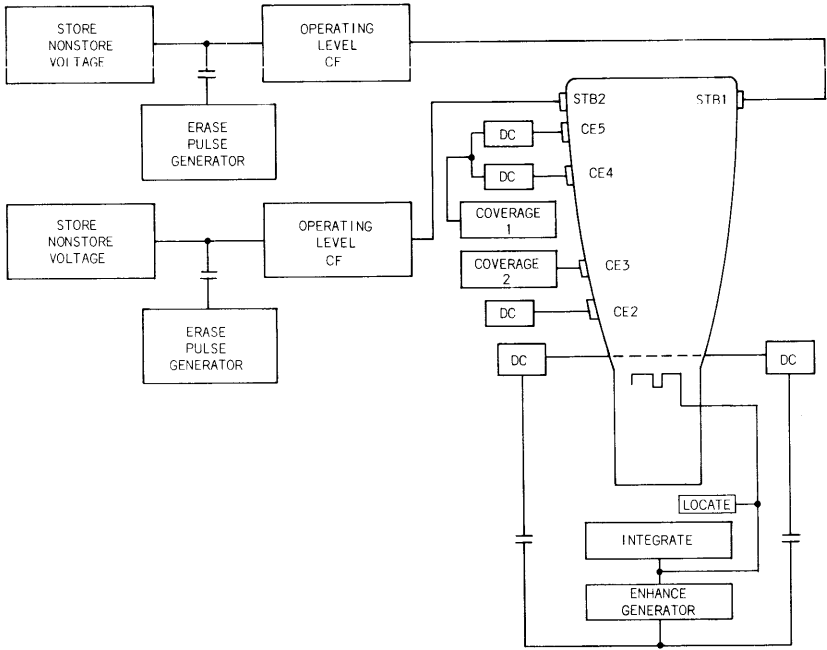 STORE
NONSTORE
VOLTAGE
OPERATING
LEVEL
CF
ERASE
PULSE
GENERATOR
STB2
STB1
DC
CE5
DC
CE4
COVERAGE
1
STORE
NONSTORE
VOLTAGE
OPERATING
LEVEL
CF
COVERAGE
2
CE3
DC
CE2
ERASE
PULSE
GENERATOR
DC
DC
LOCATE
INTEGRATE
ENHANCE
GENERATOR